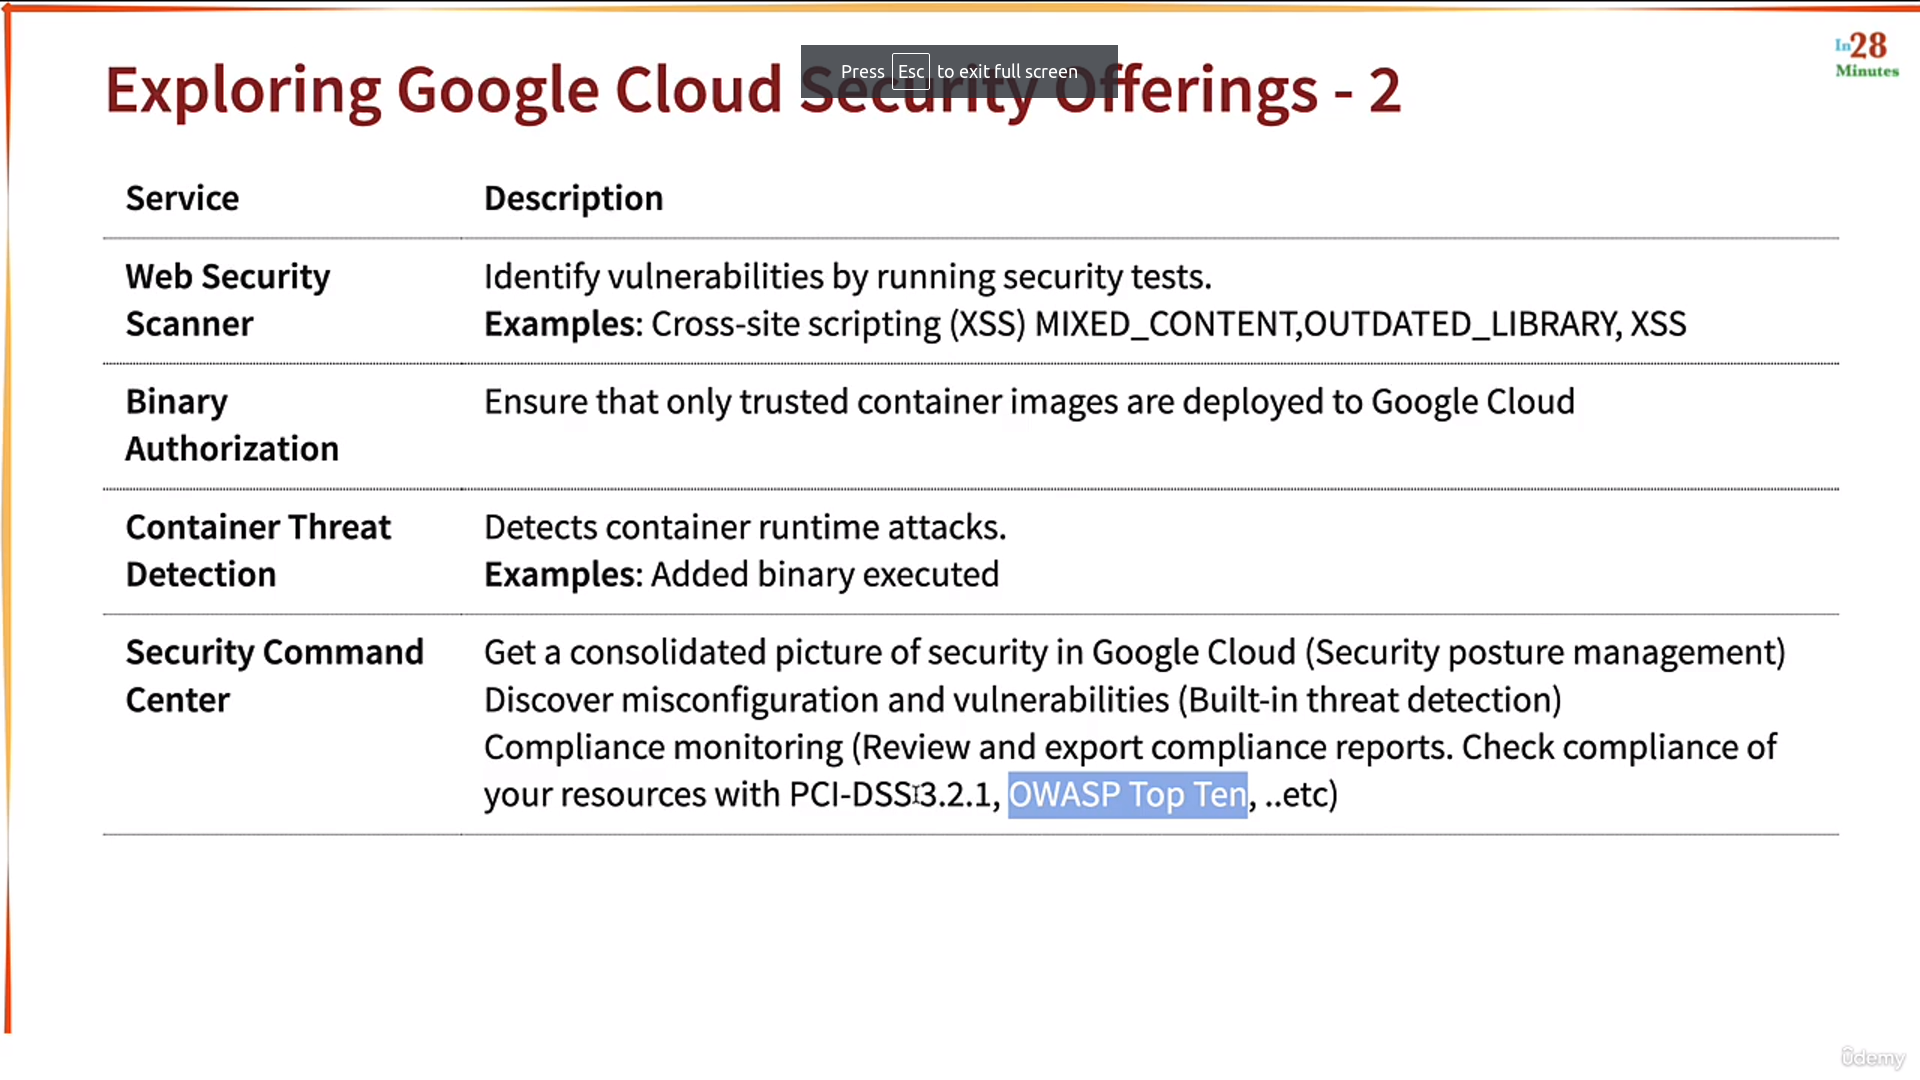 Press Esc to exit full screen
In28
Minutes
Exploring Google Cloud Security Offerings - 2
Service Description
Web Security Scanner
Identify vulnerabilities by running security tests.
Examples: Cross-site scripting (XSS) MIXED_CONTENT,OUTDATED_LIBRARY, XSS
Binary Authorization
Ensure that only trusted container images are deployed to Google Cloud
Container Threat Detection
Detects container runtime attacks.
Examples: Added binary executed
Security Command Center
Get a consolidated picture of security in Google Cloud (Security posture management)
Discover misconfiguration and vulnerabilities (Built-in threat detection)
Compliance monitoring (Review and export compliance reports. Check compliance of
your resources with PCI-DSS 3.2.1, OWASP Top Ten, ..etc)
ûdemy